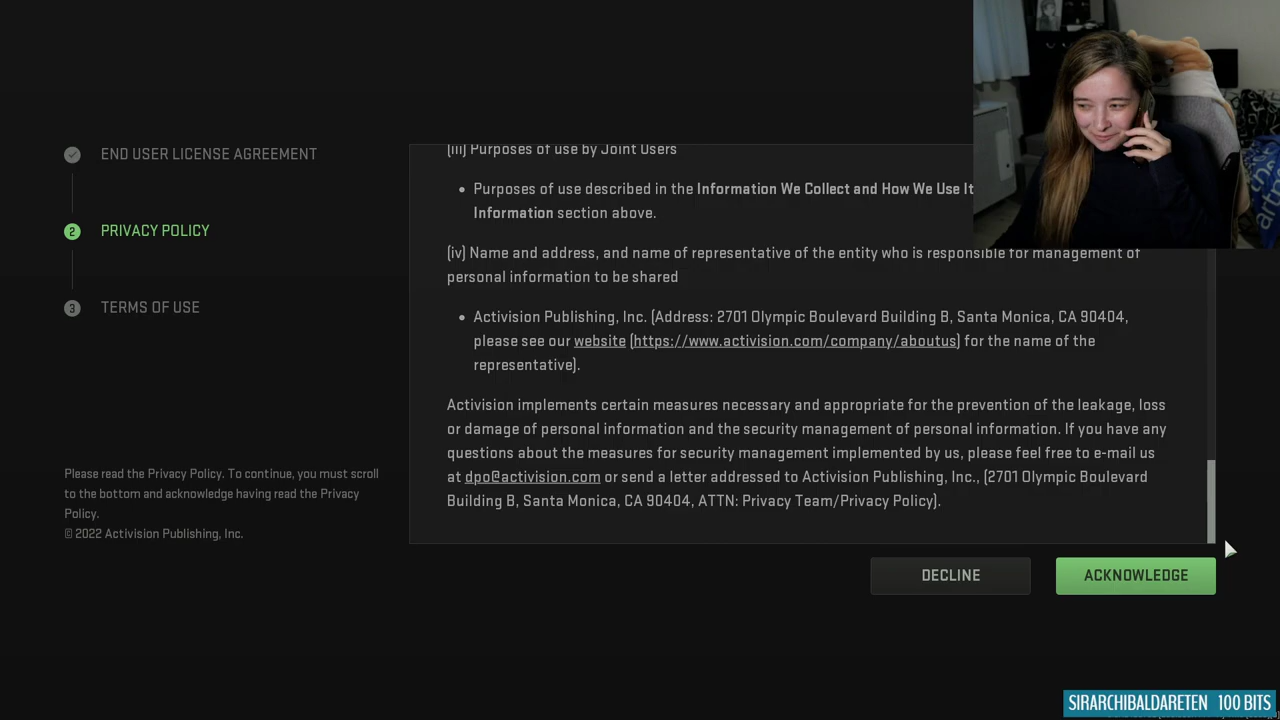 END USER LICENSE AGREEMENT
2 PRIVACY POLICY
3 TERMS OF USE
Please read the Privacy Policy. To continue, you must scroll
to the bottom and acknowledge having read the Privacy
Policy.
© 2022 Activision Publishing, Inc.
(iii) Purposes of use by Joint Users
• Purposes of use described in the Information We Collect and How We Use It
Information section above.
(iv) Name and address, and name of representative of the entity who is responsible for management of
personal information to be shared
• Activision Publishing, Inc. (Address: 2701 Olympic Boulevard Building B, Santa Monica, CA 90404,
please see our website (https://www.activision.com/company/aboutus) for the name of the
representative).
Activision implements certain measures necessary and appropriate for the prevention of the leakage, loss
or damage of personal information and the security management of personal information. If you have any
questions about the measures for security management implemented by us, please feel free to e-mail us
at dpo@activision.com or send a letter addressed to Activision Publishing, Inc., (2701 Olympic Boulevard
Building B, Santa Monica, CA 90404, ATTN: Privacy Team/Privacy Policy).
DECLINE
ACKNOWLEDGE
SIRARCHIBALDARETEN 100 BITS